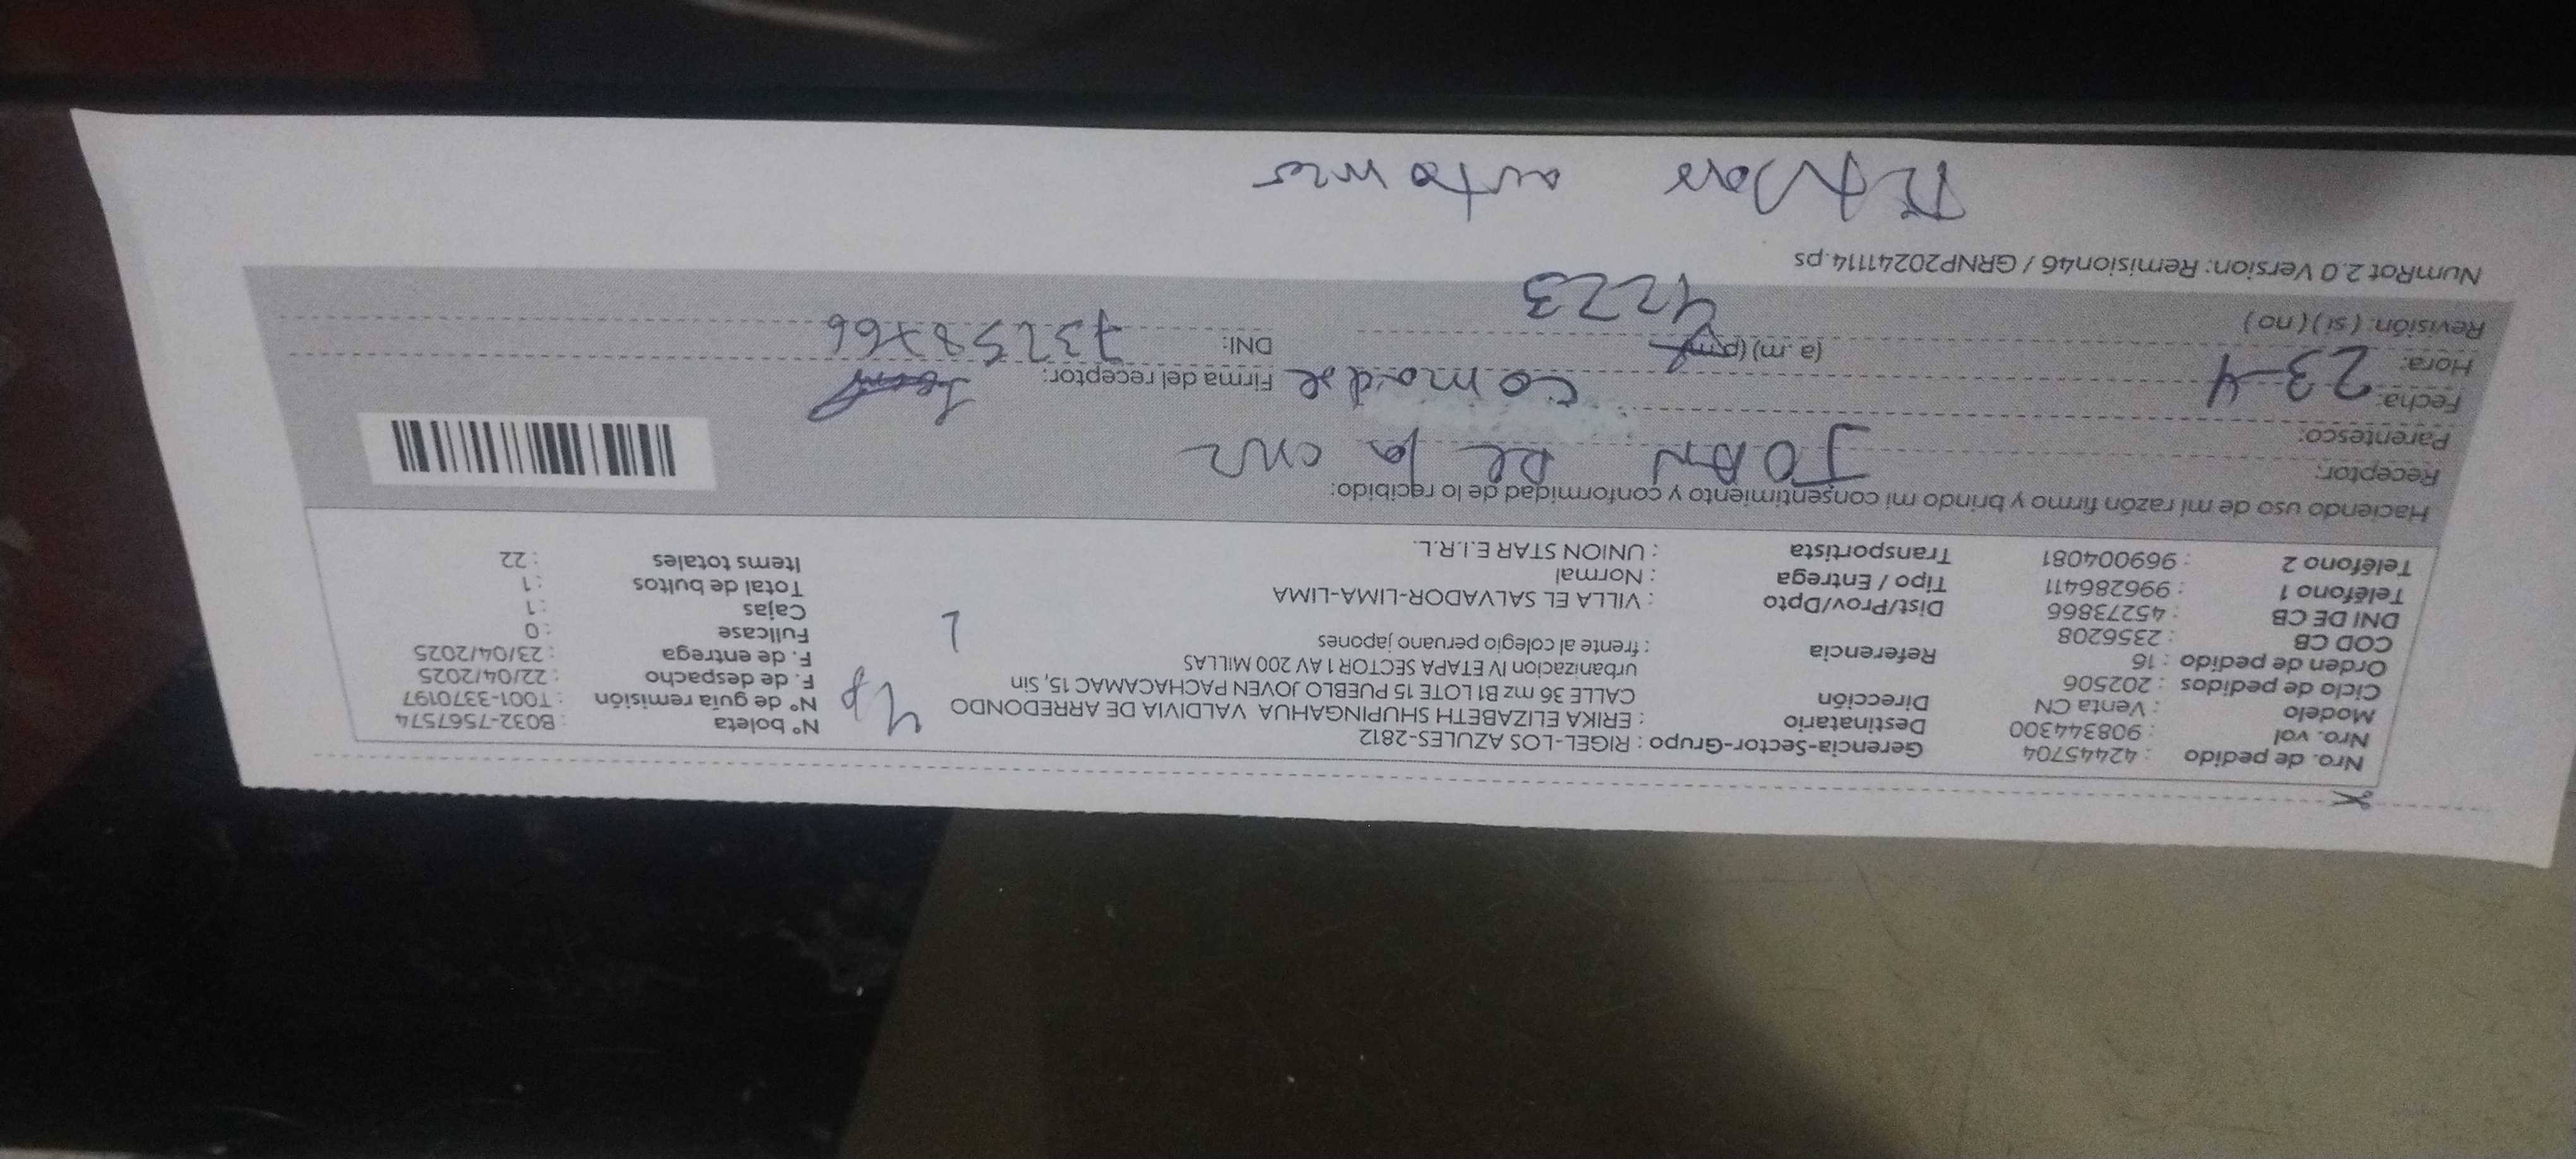 Nro. de pedido : 42445704 Gerencia-Sector-Grupo : RIGEL-LOS AZULES-2812 N° boleta : B032-7567574
Nro. vol : 908344300 Destinatario : ERIKA ELIZABETH SHUPINGAHUA VALDIVIA DE ARREDONDO N° de guía remisión : T001-3370197
Modelo : Venta CN Dirección CALLE 36 mz B1 LOTE 15 PUEBLO JOVEN PACHACAMAC 15, Sin F. de despacho : 22/04/2025
Ciclo de pedidos : 202506 urbanizacion IV ETAPA SECTOR 1 AV 200 MILLAS F. de entrega : 23/04/2025
Orden de pedido : 16 Referencia : frente al colegio peruano japones Fullcase : 0
COD CB : 2356208 Dist/Prov/Dpto : VILLA EL SALVADOR-LIMA-LIMA Cajas : 1
DNI DE CB : 45273866 Tipo / Entrega : Normal Total de bultos : 1
Teléfono 1 : 996286411 Transportista : UNION STAR E.I.R.L. Items totales : 22
Teléfono 2 : 969004081
Haciendo uso de mi razón firmo y brindo mi consentimiento y conformidad de lo recibido:
Receptor: JOAN De la cruz
Parentesco: comadre
Fecha: 23-4 Firma del receptor:
Hora: (a.m) (p.m) DNI: 73258766
Revisión: ( si ) ( no ) 4223
NumRot 2.0 Version: Remision46 / GRNP20241114.ps